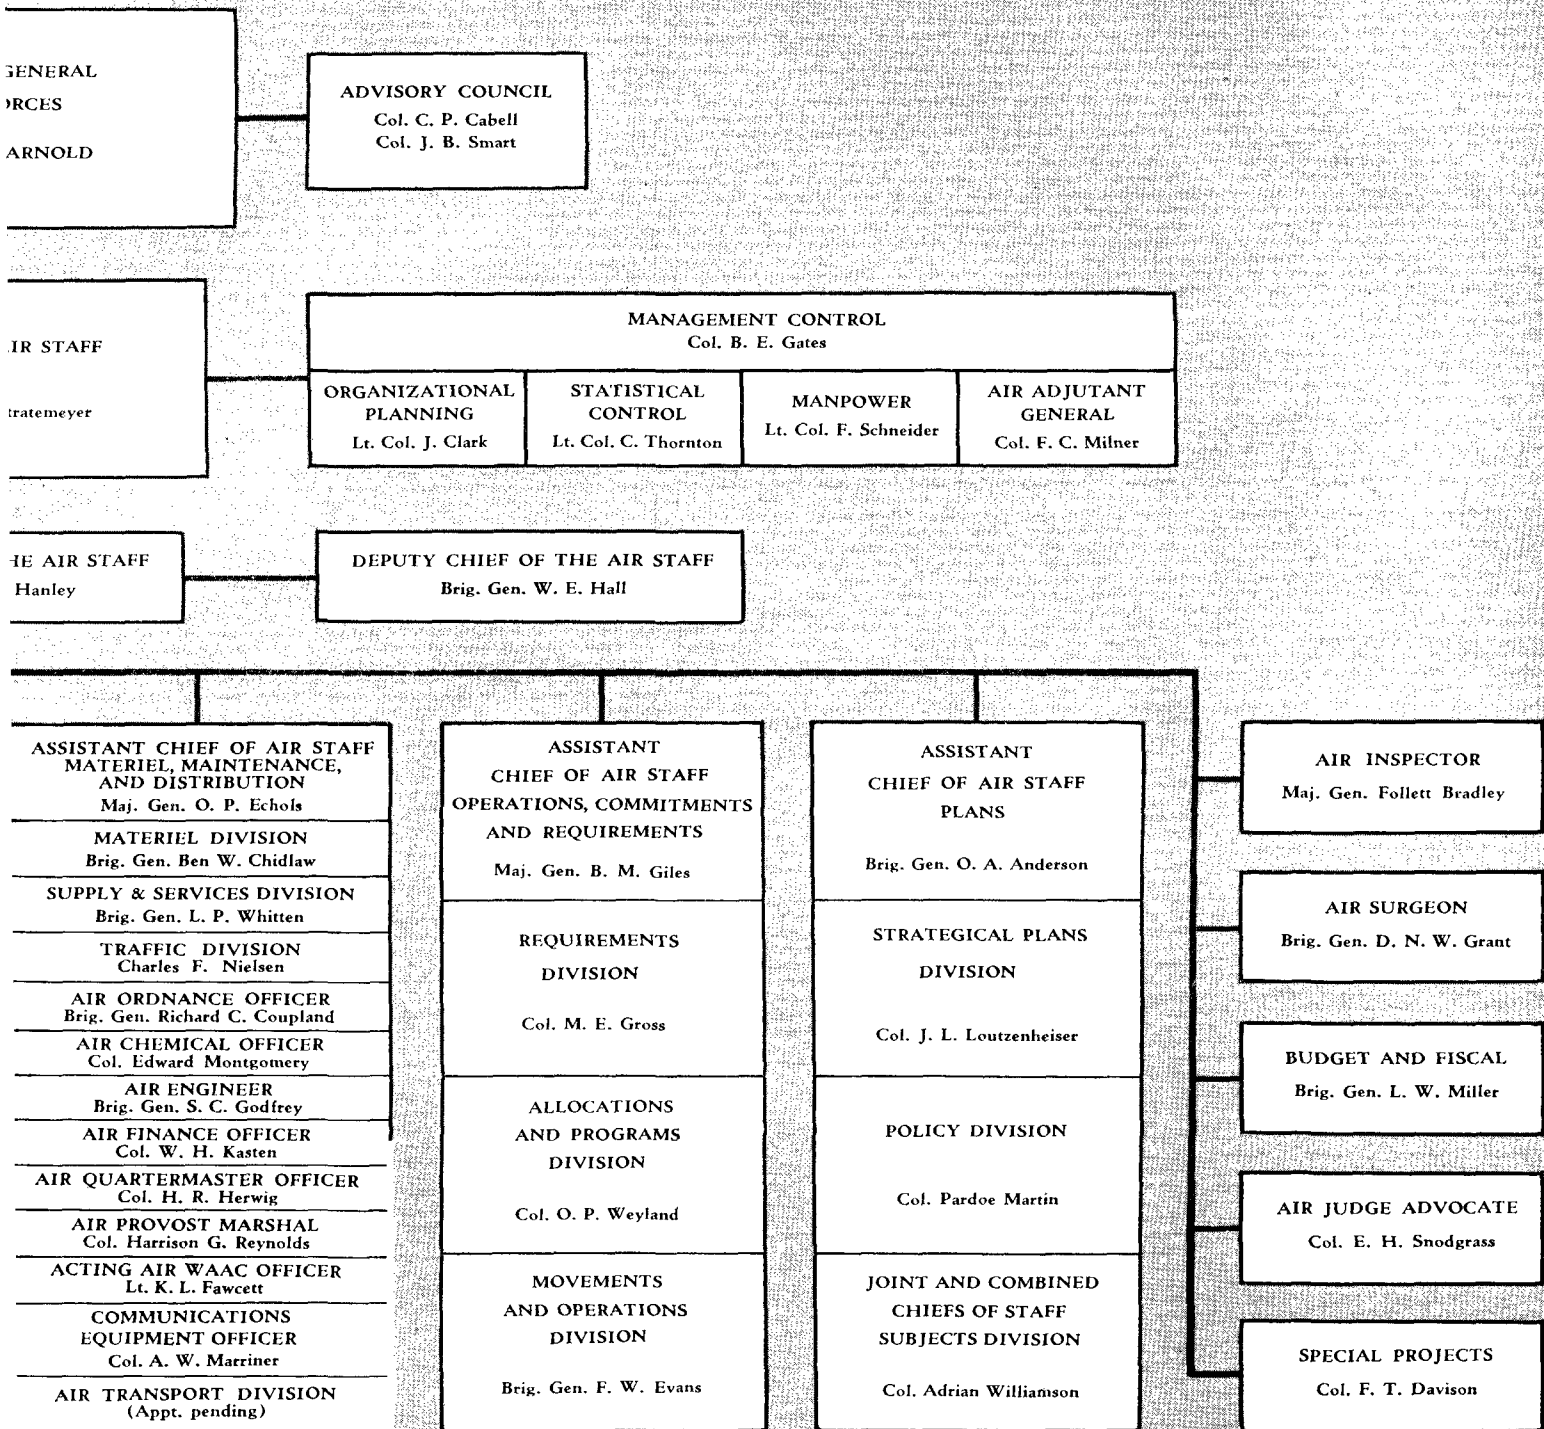 GENERAL
ORCES
ARNOLD
ADVISORY COUNCIL
Col. C. P. Cabell
Col. J. B. Smart
IR STAFF
tratemeyer
MANAGEMENT CONTROL
Col. B. E. Gates
ORGANIZATIONAL
PLANNING
Lt. Col. J. Clark
STATISTICAL
CONTROL
Lt. Col. C. Thornton
MANPOWER
Lt. Col. F. Schneider
AIR ADJUTANT
GENERAL
Col. F. C. Milner
HE AIR STAFF
Hanley
DEPUTY CHIEF OF THE AIR STAFF
Brig. Gen. W. E. Hall
ASSISTANT CHIEF OF AIR STAFF
MATERIEL, MAINTENANCE,
AND DISTRIBUTION
Maj. Gen. O. P. Echols
MATERIEL DIVISION
Brig. Gen. Ben W. Chidlaw
SUPPLY & SERVICES DIVISION
Brig. Gen. L. P. Whitten
TRAFFIC DIVISION
Charles F. Nielsen
AIR ORDNANCE OFFICER
Brig. Gen. Richard C. Coupland
AIR CHEMICAL OFFICER
Col. Edward Montgomery
AIR ENGINEER
Brig. Gen. S. C. Godfrey
AIR FINANCE OFFICER
Col. W. H. Kasten
AIR QUARTERMASTER OFFICER
Col. H. R. Herwig
AIR PROVOST MARSHAL
Col. Harrison G. Reynolds
ACTING AIR WAAC OFFICER
Lt. K. L. Fawcett
COMMUNICATIONS
EQUIPMENT OFFICER
Col. A. W. Marriner
AIR TRANSPORT DIVISION
(Appt. pending)
ASSISTANT
CHIEF OF AIR STAFF
OPERATIONS, COMMITMENTS
AND REQUIREMENTS
Maj. Gen. B. M. Giles
REQUIREMENTS
DIVISION
Col. M. E. Gross
ALLOCATIONS
AND PROGRAMS
DIVISION
Col. O. P. Weyland
MOVEMENTS
AND OPERATIONS
DIVISION
Brig. Gen. F. W. Evans
ASSISTANT
CHIEF OF AIR STAFF
PLANS
Brig. Gen. O. A. Anderson
STRATEGICAL PLANS
DIVISION
Col. J. L. Loutzenheiser
POLICY DIVISION
Col. Pardoe Martin
JOINT AND COMBINED
CHIEFS OF STAFF
SUBJECTS DIVISION
Col. Adrian Williamson
AIR INSPECTOR
Maj. Gen. Follett Bradley
AIR SURGEON
Brig. Gen. D. N. W. Grant
BUDGET AND FISCAL
Brig. Gen. L. W. Miller
AIR JUDGE ADVOCATE
Col. E. H. Snodgrass
SPECIAL PROJECTS
Col. F. T. Davison